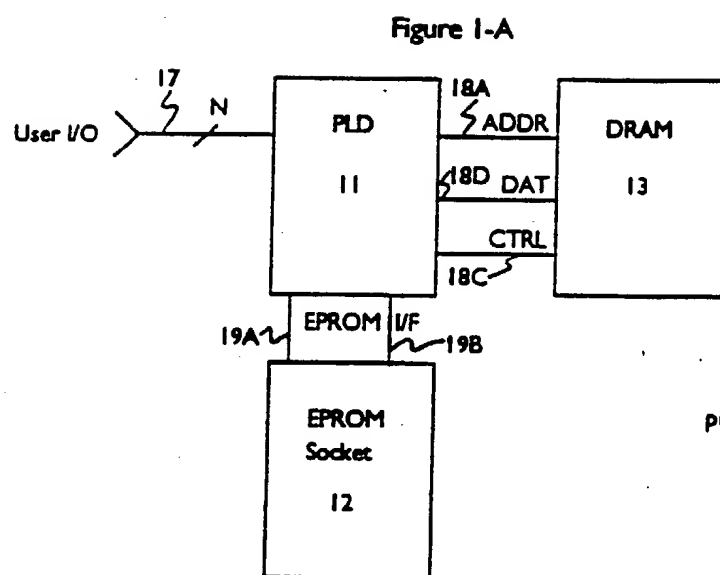 Figure 1-A
17
N
User I/O
PLD
11
18A
ADDR
18D
DAT
CTRL
18C
DRAM
13
19A
EPROM I/F
19B
EPROM
Socket
12